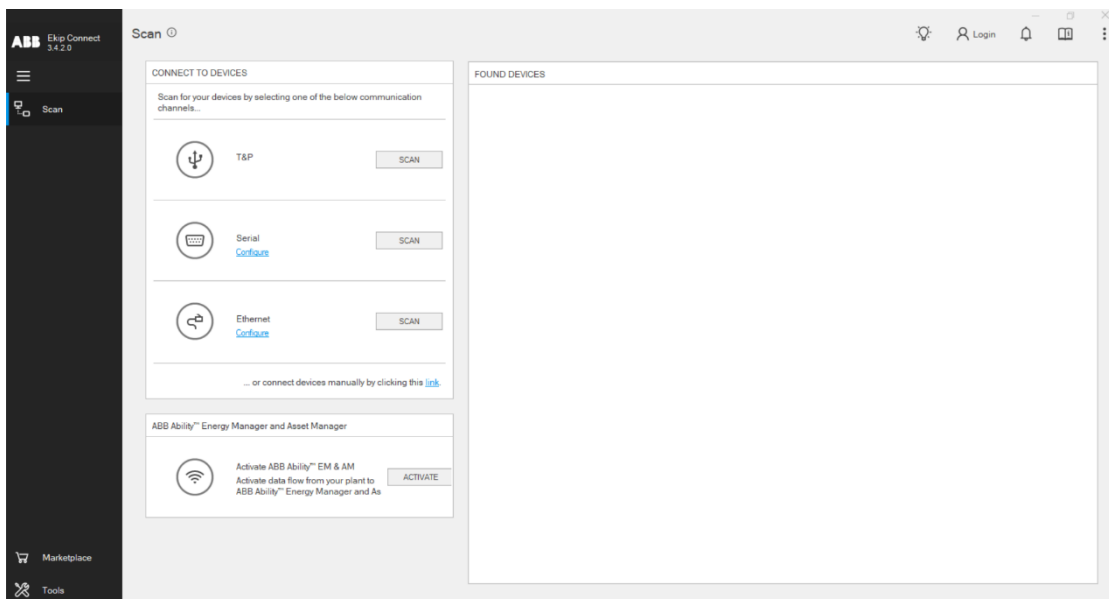 ABB Ekip Connect
3.4.2.0
Scan
Login
Scan
CONNECT TO DEVICES
Scan for your devices by selecting one of the below communication
channels...
T&P
SCAN
Serial
Configure
SCAN
Ethernet
Configure
SCAN
... or connect devices manually by clicking this link.
ABB Ability™ Energy Manager and Asset Manager
Activate ABB Ability™ EM & AM
Activate data flow from your plant to
ABB Ability™ Energy Manager and As
ACTIVATE
FOUND DEVICES
Marketplace
Tools